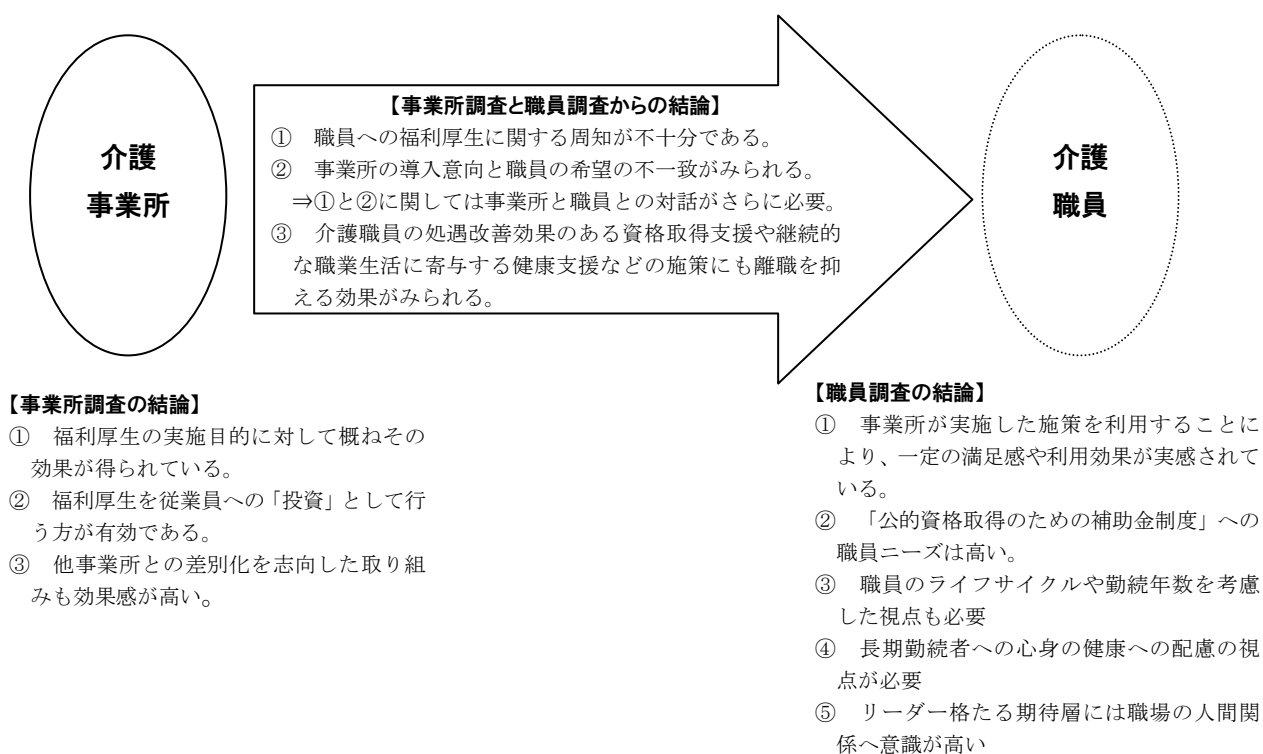 介護
事業所
【事業所調査と職員調査からの結論】
① 職員への福利厚生に関する周知が不十分である。
② 事業所の導入意向と職員の希望の不一致がみられる。
⇒①と②に関しては事業所と職員との対話がさらに必要。
③ 介護職員の処遇改善効果のある資格取得支援や継続的
な職業生活に寄与する健康支援などの施策にも離職を抑
える効果がみられる。
介護
職員
【事業所調査の結論】
① 福利厚生の実施目的に対して概ねその
効果が得られている。
② 福利厚生を従業員への「投資」として行
う方が有効である。
③ 他事業所との差別化を志向した取り組
みも効果感が高い。
【職員調査の結論】
① 事業所が実施した施策を利用することに
より、一定の満足感や利用効果が実感されて
いる。
② 「公的資格取得のための補助金制度」への
職員ニーズは高い。
③ 職員のライフサイクルや勤続年数を考慮
した視点も必要
④ 長期勤続者への心身の健康への配慮の視
点が必要
⑤ リーダー格たる期待層には職場の人間関
係へ意識が高い